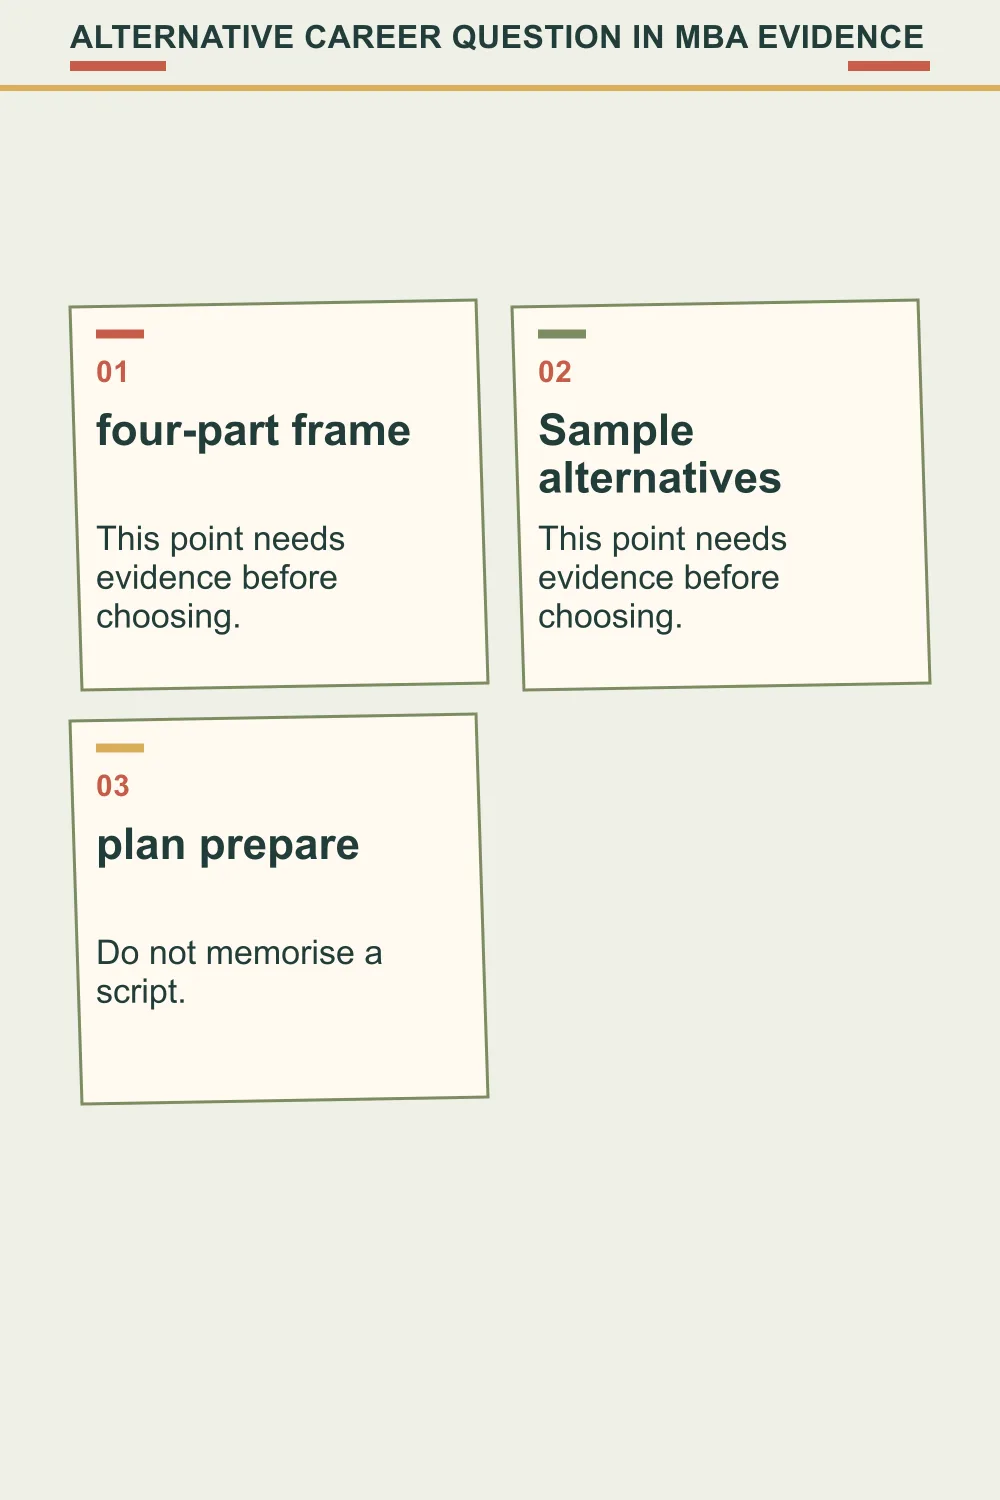 ALTERNATIVE CAREER QUESTION IN MBA EVIDENCE
01
four-part frame
This point needs
evidence before
choosing.
02
Sample
alternatives
This point needs
evidence before
choosing.
03
plan prepare
Do not memorise a
script.